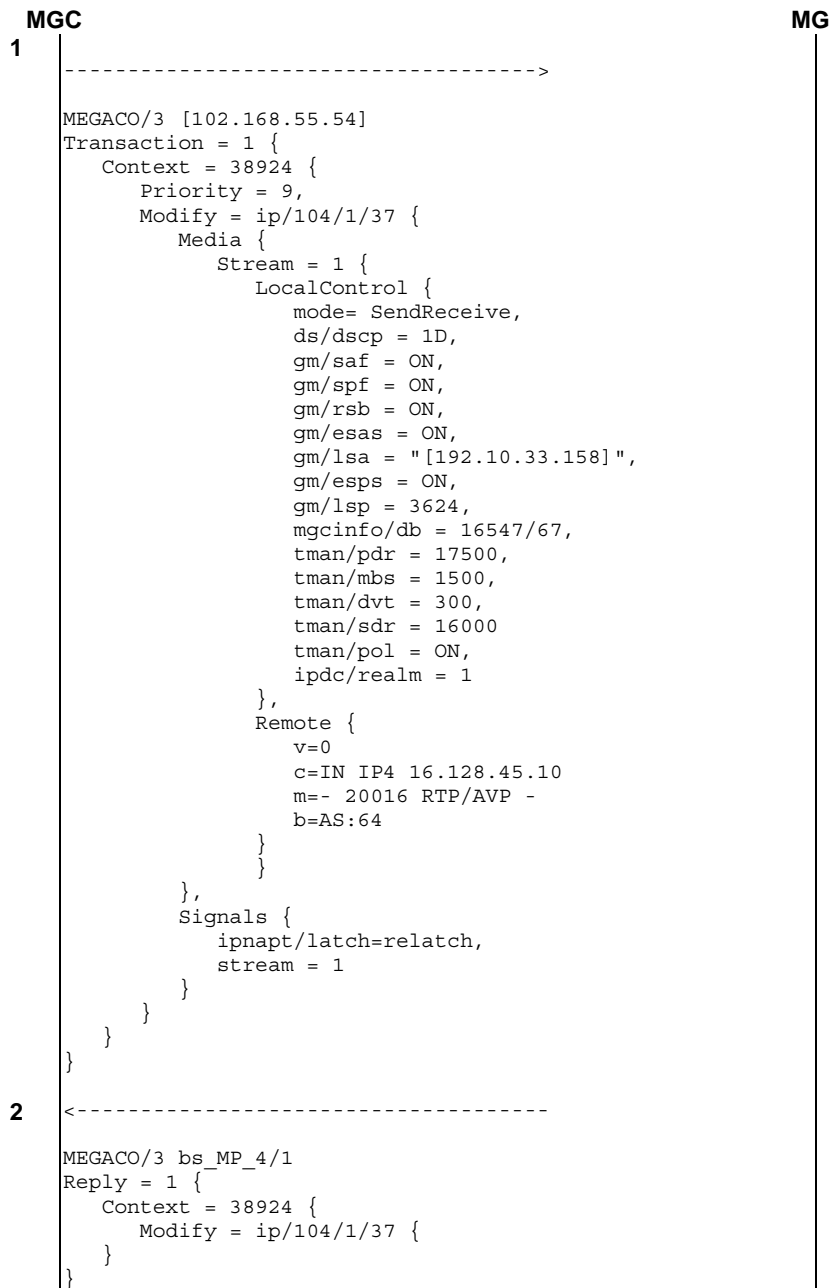 MGC MG
1
------------------------------------->
MEGACO/3 [102.168.55.54]
Transaction = 1 {
Context = 38924 {
Priority = 9,
Modify = ip/104/1/37 {
Media {
Stream = 1 {
LocalControl {
mode= SendReceive,
ds/dscp = 1D,
gm/saf = ON,
gm/spf = ON,
gm/rsb = ON,
gm/esas = ON,
gm/lsa = "[192.10.33.158]",
gm/esps = ON,
gm/lsp = 3624,
mgcinfo/db = 16547/67,
tman/pdr = 17500,
tman/mbs = 1500,
tman/dvt = 300,
tman/sdr = 16000
tman/pol = ON,
ipdc/realm = 1
},
Remote {
v=0
c=IN IP4 16.128.45.10
m=- 20016 RTP/AVP -
b=AS:64
}
}
},
Signals {
ipnapt/latch=relatch,
stream = 1
}
}
}
}
2 <-------------------------------------
MEGACO/3 bs_MP_4/1
Reply = 1 {
Context = 38924 {
Modify = ip/104/1/37 {
}
}